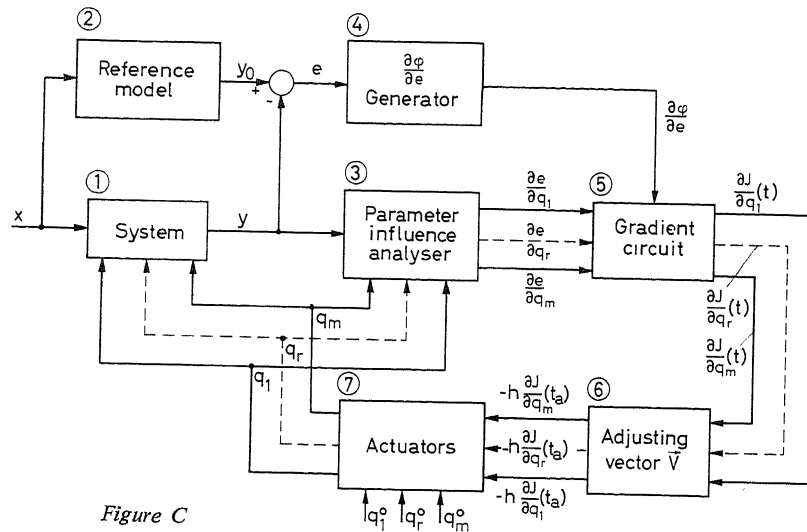 ②
Reference
model
y₀
+
-
e
④
∂φ/∂e
Generator
∂φ/∂e
①
x
System
y
③
Parameter
influence
analyser
∂e/∂q₁
∂e/∂qᵣ
∂e/∂qₘ
⑤
Gradient
circuit
∂J/∂q₁(t)
∂J/∂qᵣ(t)
∂J/∂qₘ(t)
qₘ
qᵣ
q₁
⑦
Actuators
-h ∂J/∂qₘ(tₐ)
-h ∂J/∂qᵣ(tₐ)
-h ∂J/∂q₁(tₐ)
⑥
Adjusting
vector V⃗
q₁° qᵣ° qₘ°
Figure C